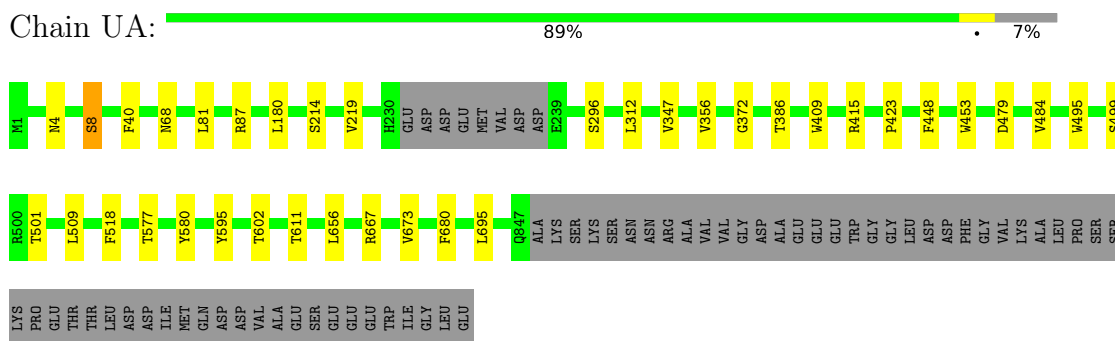 Chain UA:
89% • 7%
M1 N4 S8 F40 N68 L81 R87 L180 S214 V219 H230 GLU ASP ASP GLU MET VAL ASP ASP E239 S296 L312 V347 V356 G372 T386 W409 R415 P423 F448 W453 D479 V484 W495 S499
R500 T501 L509 F518 T577 Y580 Y595 T602 T611 L656 R667 V673 F680 L695 Q847 ALA LYS SER LYS SER ASN ASN ARG ALA VAL VAL GLY ASP ALA GLU GLU GLU TRP GLY GLY LEU ASP ASP PHE GLY VAL LYS ALA LEU PRO SER SER
LYS PRO GLU THR THR LEU ASP ASP ILE MET GLN ASP ASP VAL ALA GLU SER GLU GLU GLU TRP ILE GLY LEU GLU